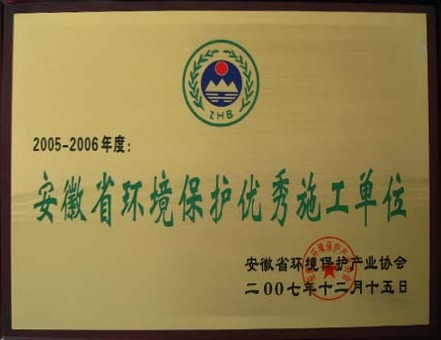 ZHB
2005-2006年度:
安徽省环境保护优秀施工单位
安徽省环境保护产业协会
二00七年十二月十五日